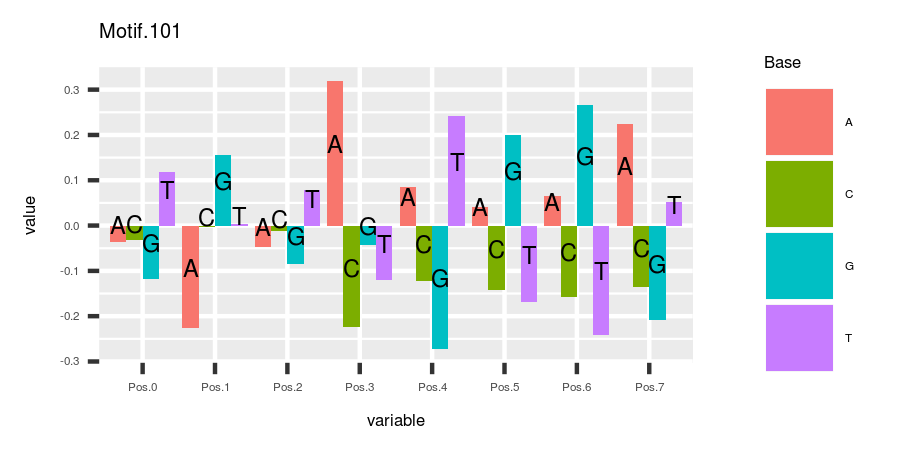 Motif.101
Base
A
C
G
T
value
0.3
0.2
0.1
0.0
-0.1
-0.2
-0.3
A C G T A C G T A C G T A C G T A C G T A C G T A C G T A C G T
Pos.0 Pos.1 Pos.2 Pos.3 Pos.4 Pos.5 Pos.6 Pos.7
variable